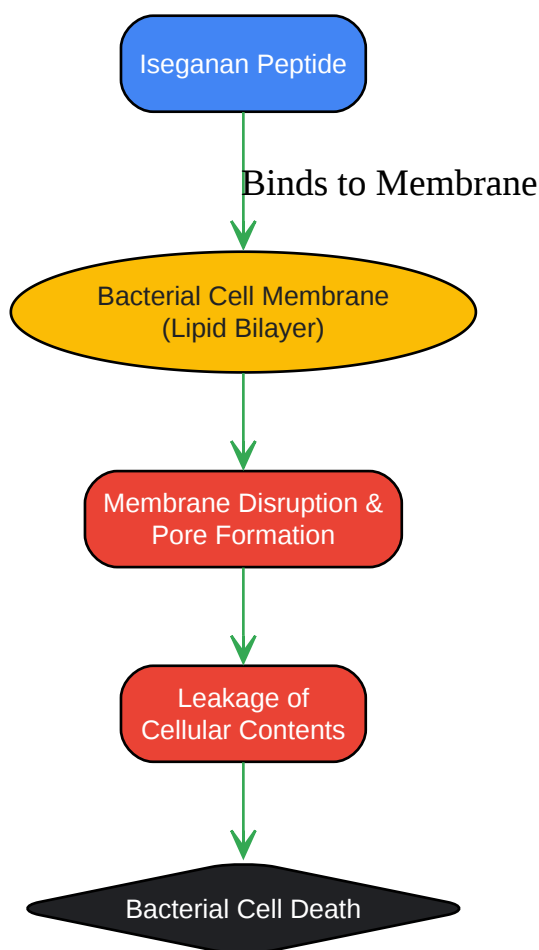 Iseganan Peptide
Binds to Membrane
Bacterial Cell Membrane
(Lipid Bilayer)
Membrane Disruption &
Pore Formation
Leakage of
Cellular Contents
Bacterial Cell Death